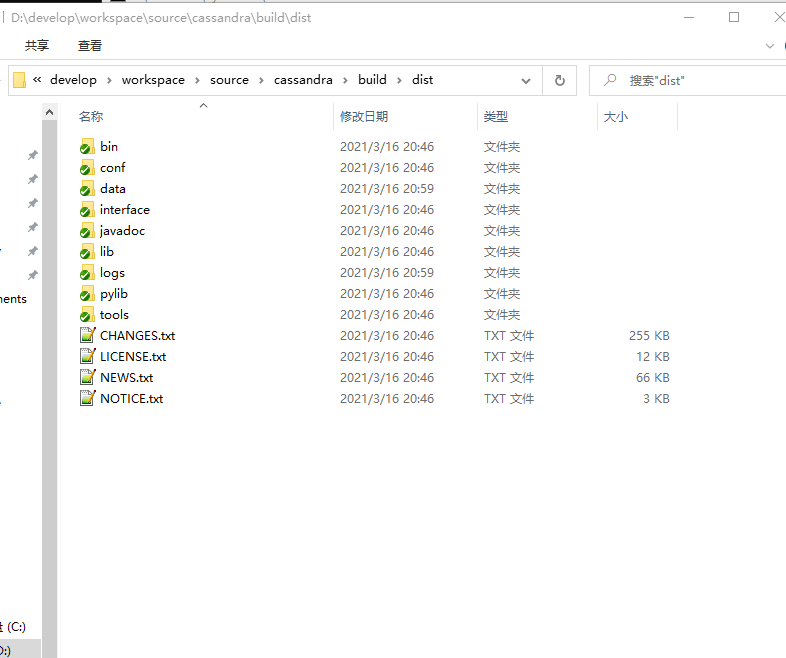 D:\develop\workspace\source\cassandra\build\dist
共享 查看
« develop › workspace › source › cassandra › build › dist 搜索"dist"
名称 修改日期 类型 大小
bin 2021/3/16 20:46 文件夹
conf 2021/3/16 20:46 文件夹
data 2021/3/16 20:59 文件夹
interface 2021/3/16 20:46 文件夹
javadoc 2021/3/16 20:46 文件夹
lib 2021/3/16 20:46 文件夹
logs 2021/3/16 20:59 文件夹
pylib 2021/3/16 20:46 文件夹
tools 2021/3/16 20:46 文件夹
CHANGES.txt 2021/3/16 20:46 TXT 文件 255 KB
LICENSE.txt 2021/3/16 20:46 TXT 文件 12 KB
NEWS.txt 2021/3/16 20:46 TXT 文件 66 KB
NOTICE.txt 2021/3/16 20:46 TXT 文件 3 KB
(C:)